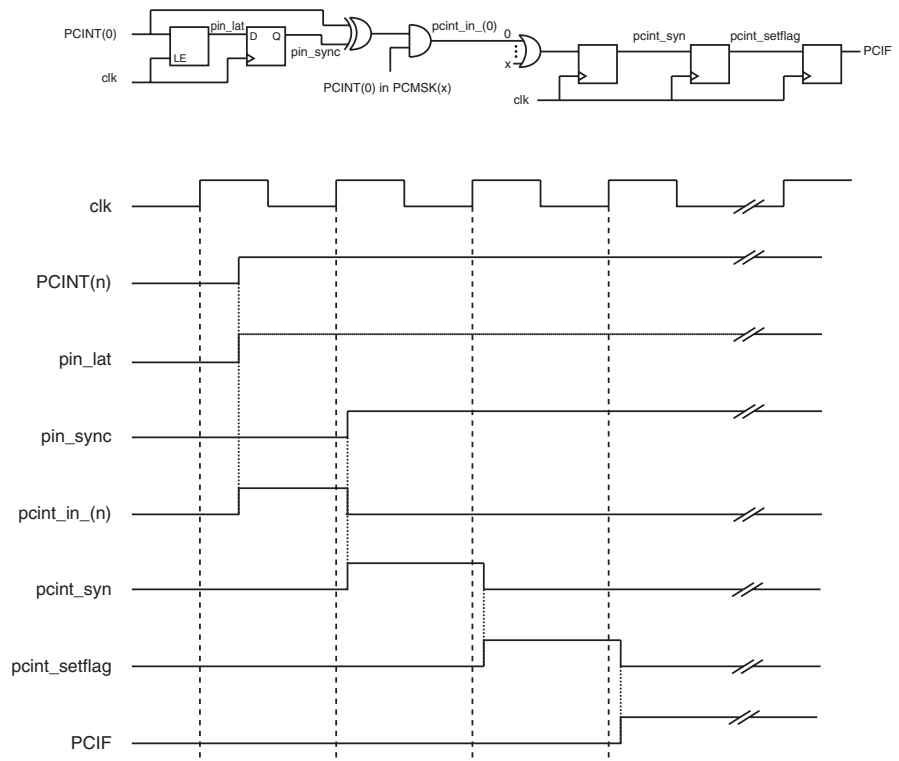 PCINT(0)
pin_lat
D Q
LE
pin_sync
clk
pcint_in_(0)
0
x
PCINT(0) in PCMSK(x)
clk
pcint_syn
pcint_setflag
PCIF
clk
PCINT(n)
pin_lat
pin_sync
pcint_in_(n)
pcint_syn
pcint_setflag
PCIF